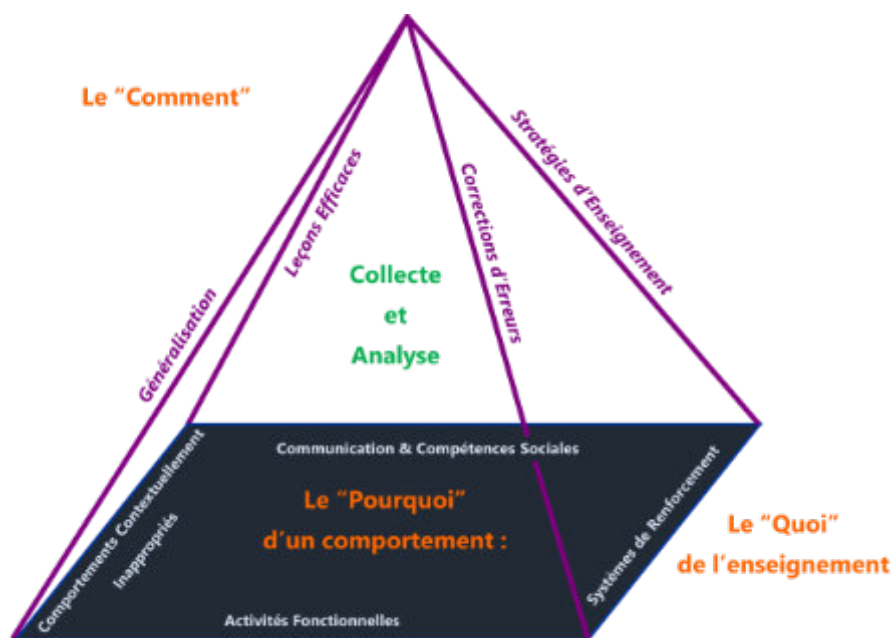 Le “Comment”
Stratégies d'Enseignement
Leçons Efficaces
Corrections d'Erreurs
Généralisation
Collecte
et
Analyse
Communication & Compétences Sociales
Comportements Contextuellement
Inappropriés
Le “Pourquoi”
d'un comportement :
Systèmes de Renforcement
Le “Quoi”
de l'enseignement
Activités Fonctionnelles